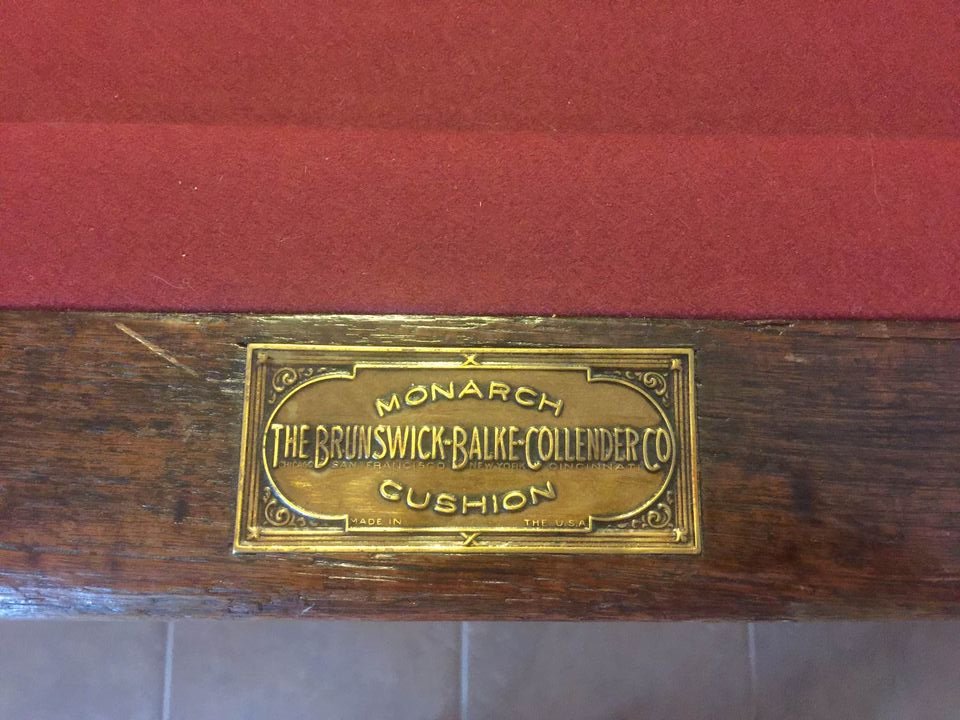 MONARCH
THE BRUNSWICK-BALKE-COLLENDER CO
CHICAGO SAN FRANCISCO NEW YORK CINCINNATI
CUSHION
MADE IN THE U.S.A.